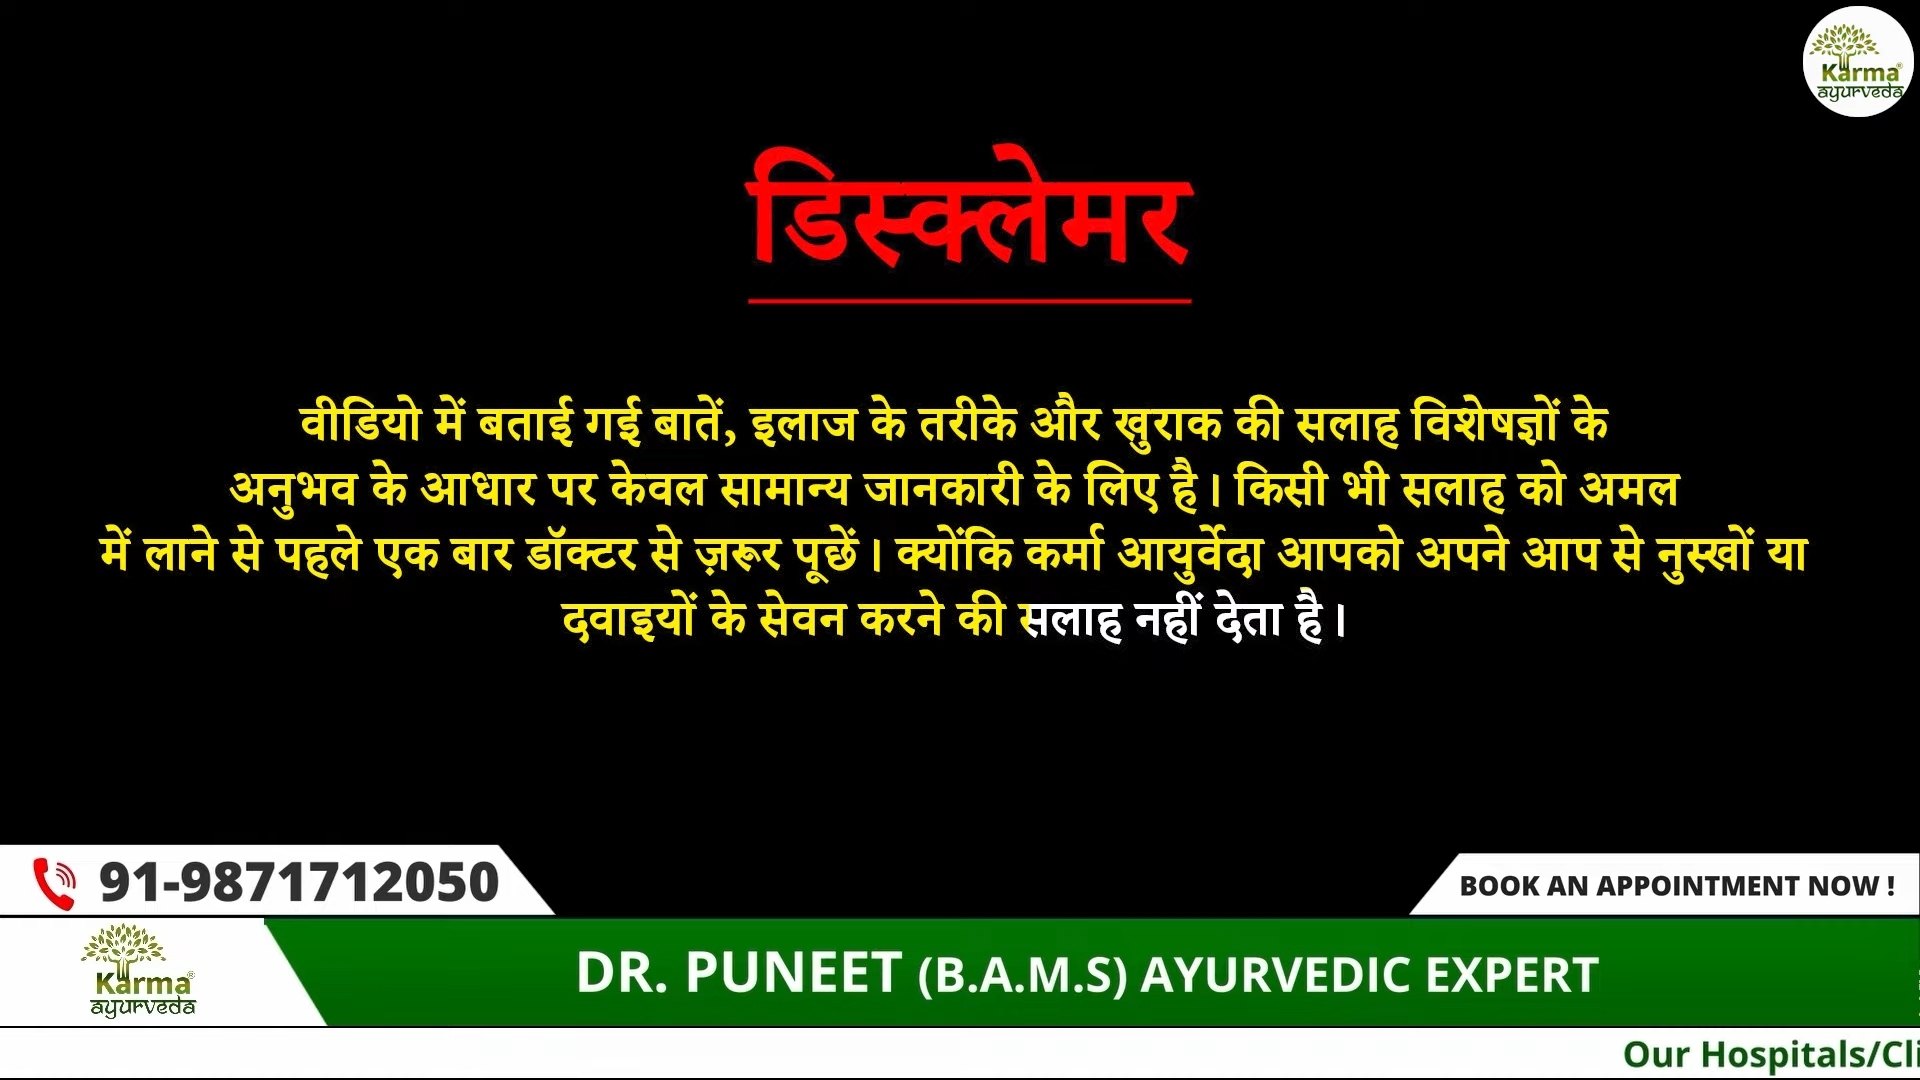 Karma
ayurveda
डिस्क्लेमर
वीडियो में बताई गई बातें, इलाज के तरीके और खुराक की सलाह विशेषज्ञों के
अनुभव के आधार पर केवल सामान्य जानकारी के लिए है। किसी भी सलाह को अमल
में लाने से पहले एक बार डॉक्टर से ज़रूर पूछें। क्योंकि कर्मा आयुर्वेदा आपको अपने आप से नुस्खों या
दवाइयों के सेवन करने की सलाह नहीं देता है।
91-9871712050
BOOK AN APPOINTMENT NOW !
Karma®
ayurveda
DR. PUNEET (B.A.M.S) AYURVEDIC EXPERT
Our Hospitals/Cli